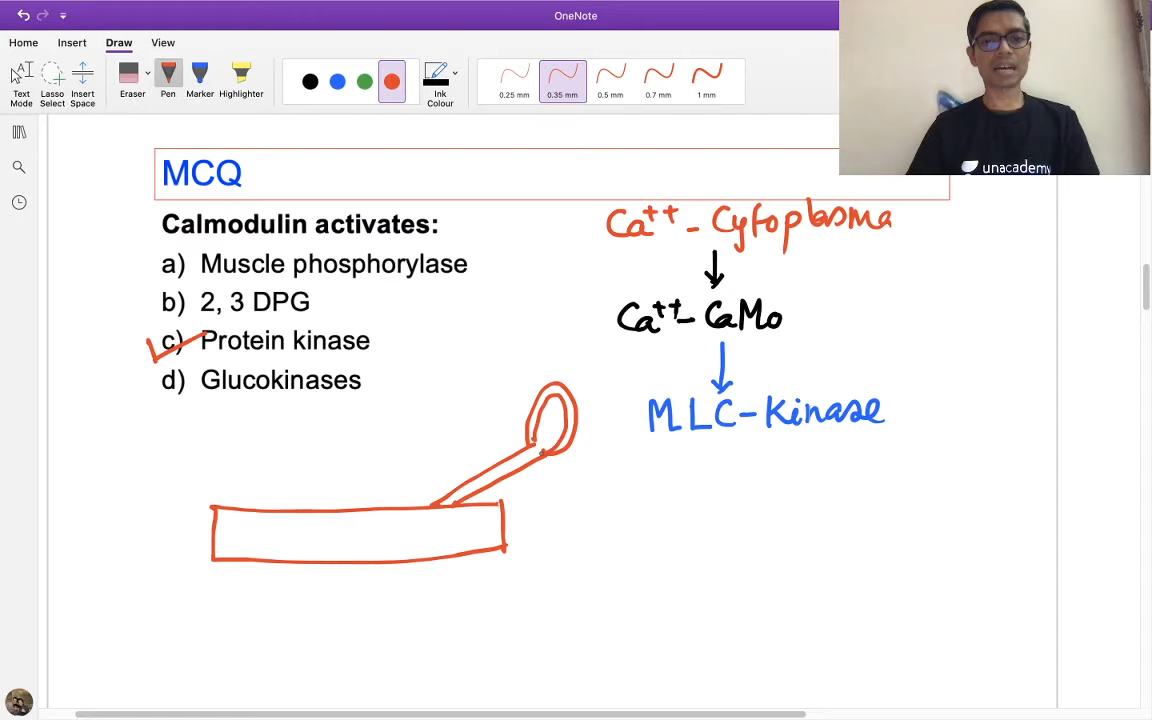 OneNote
Home Insert Draw View
Text Mode
Lasso Select
Insert Space
Eraser
Pen
Marker
Highlighter
Ink Colour
0.25 mm
0.35 mm
0.5 mm
0.7 mm
1 mm
unacademy
MCQ
Calmodulin activates:
a) Muscle phosphorylase
b) 2, 3 DPG
c) Protein kinase
d) Glucokinases
Ca++ - Cytoplasma
Ca++ - CaMo
MLC-Kinase